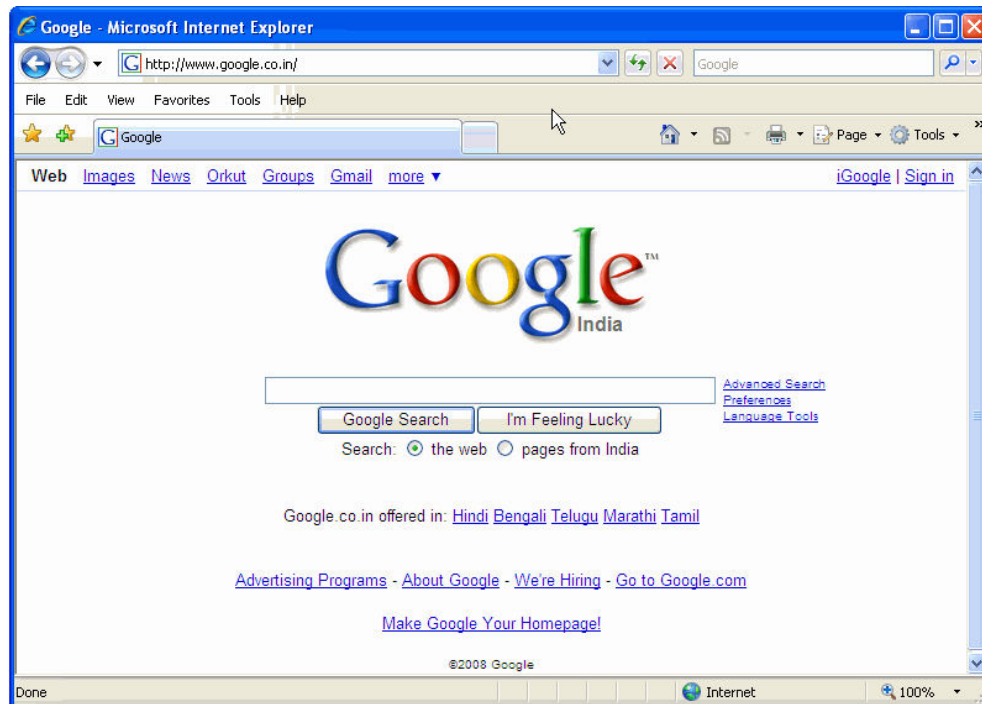 Google - Microsoft Internet Explorer
http://www.google.co.in/ Google
File Edit View Favorites Tools Help
Google Page Tools »
Web Images News Orkut Groups Gmail more ▼ iGoogle | Sign in
Google™
India
Advanced Search
Preferences
Language Tools
Google Search I'm Feeling Lucky
Search: the web pages from India
Google.co.in offered in: Hindi Bengali Telugu Marathi Tamil
Advertising Programs - About Google - We're Hiring - Go to Google.com
Make Google Your Homepage!
©2008 Google
Done Internet 100%